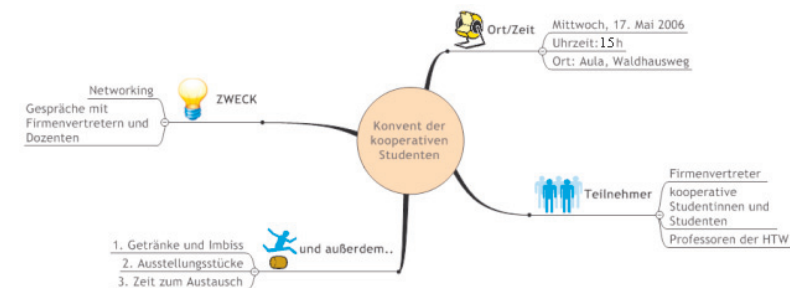 Konvent der
kooperativen
Studenten
Ort/Zeit
Mittwoch, 17. Mai 2006
Uhrzeit:15h
Ort: Aula, Waldhausweg
ZWECK
Networking
Gespräche mit
Firmenvertretern und
Dozenten
Teilnehmer
Firmenvertreter
kooperative
Studentinnen und
Studenten
Professoren der HTW
und außerdem..
1. Getränke und Imbiss
2. Ausstellungsstücke
3. Zeit zum Austausch